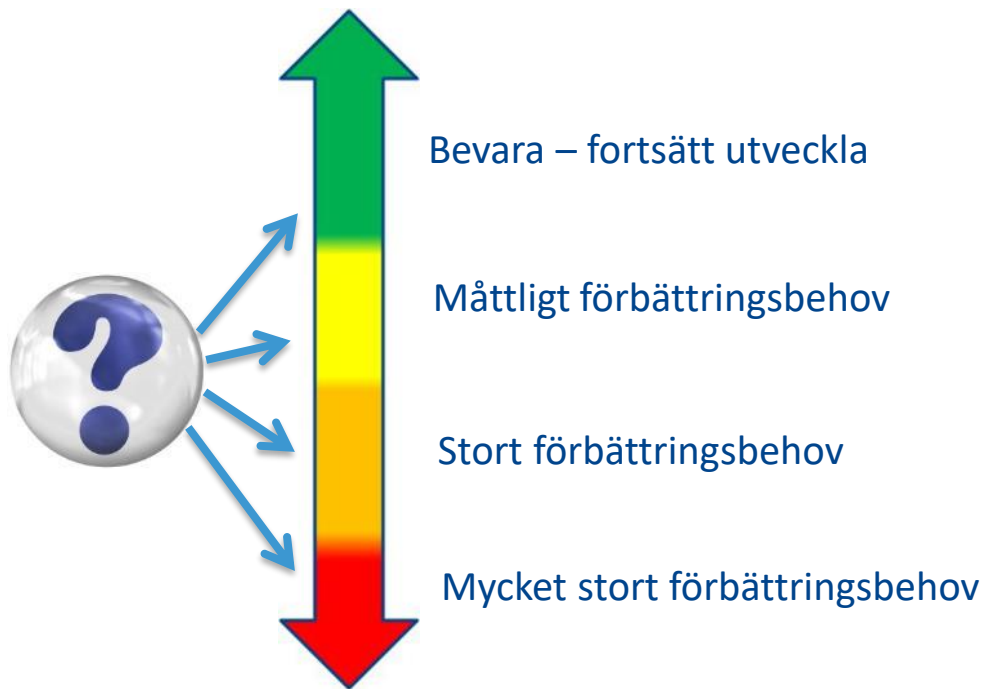 Bevara – fortsätt utveckla
Måttligt förbättringsbehov
Stort förbättringsbehov
Mycket stort förbättringsbehov